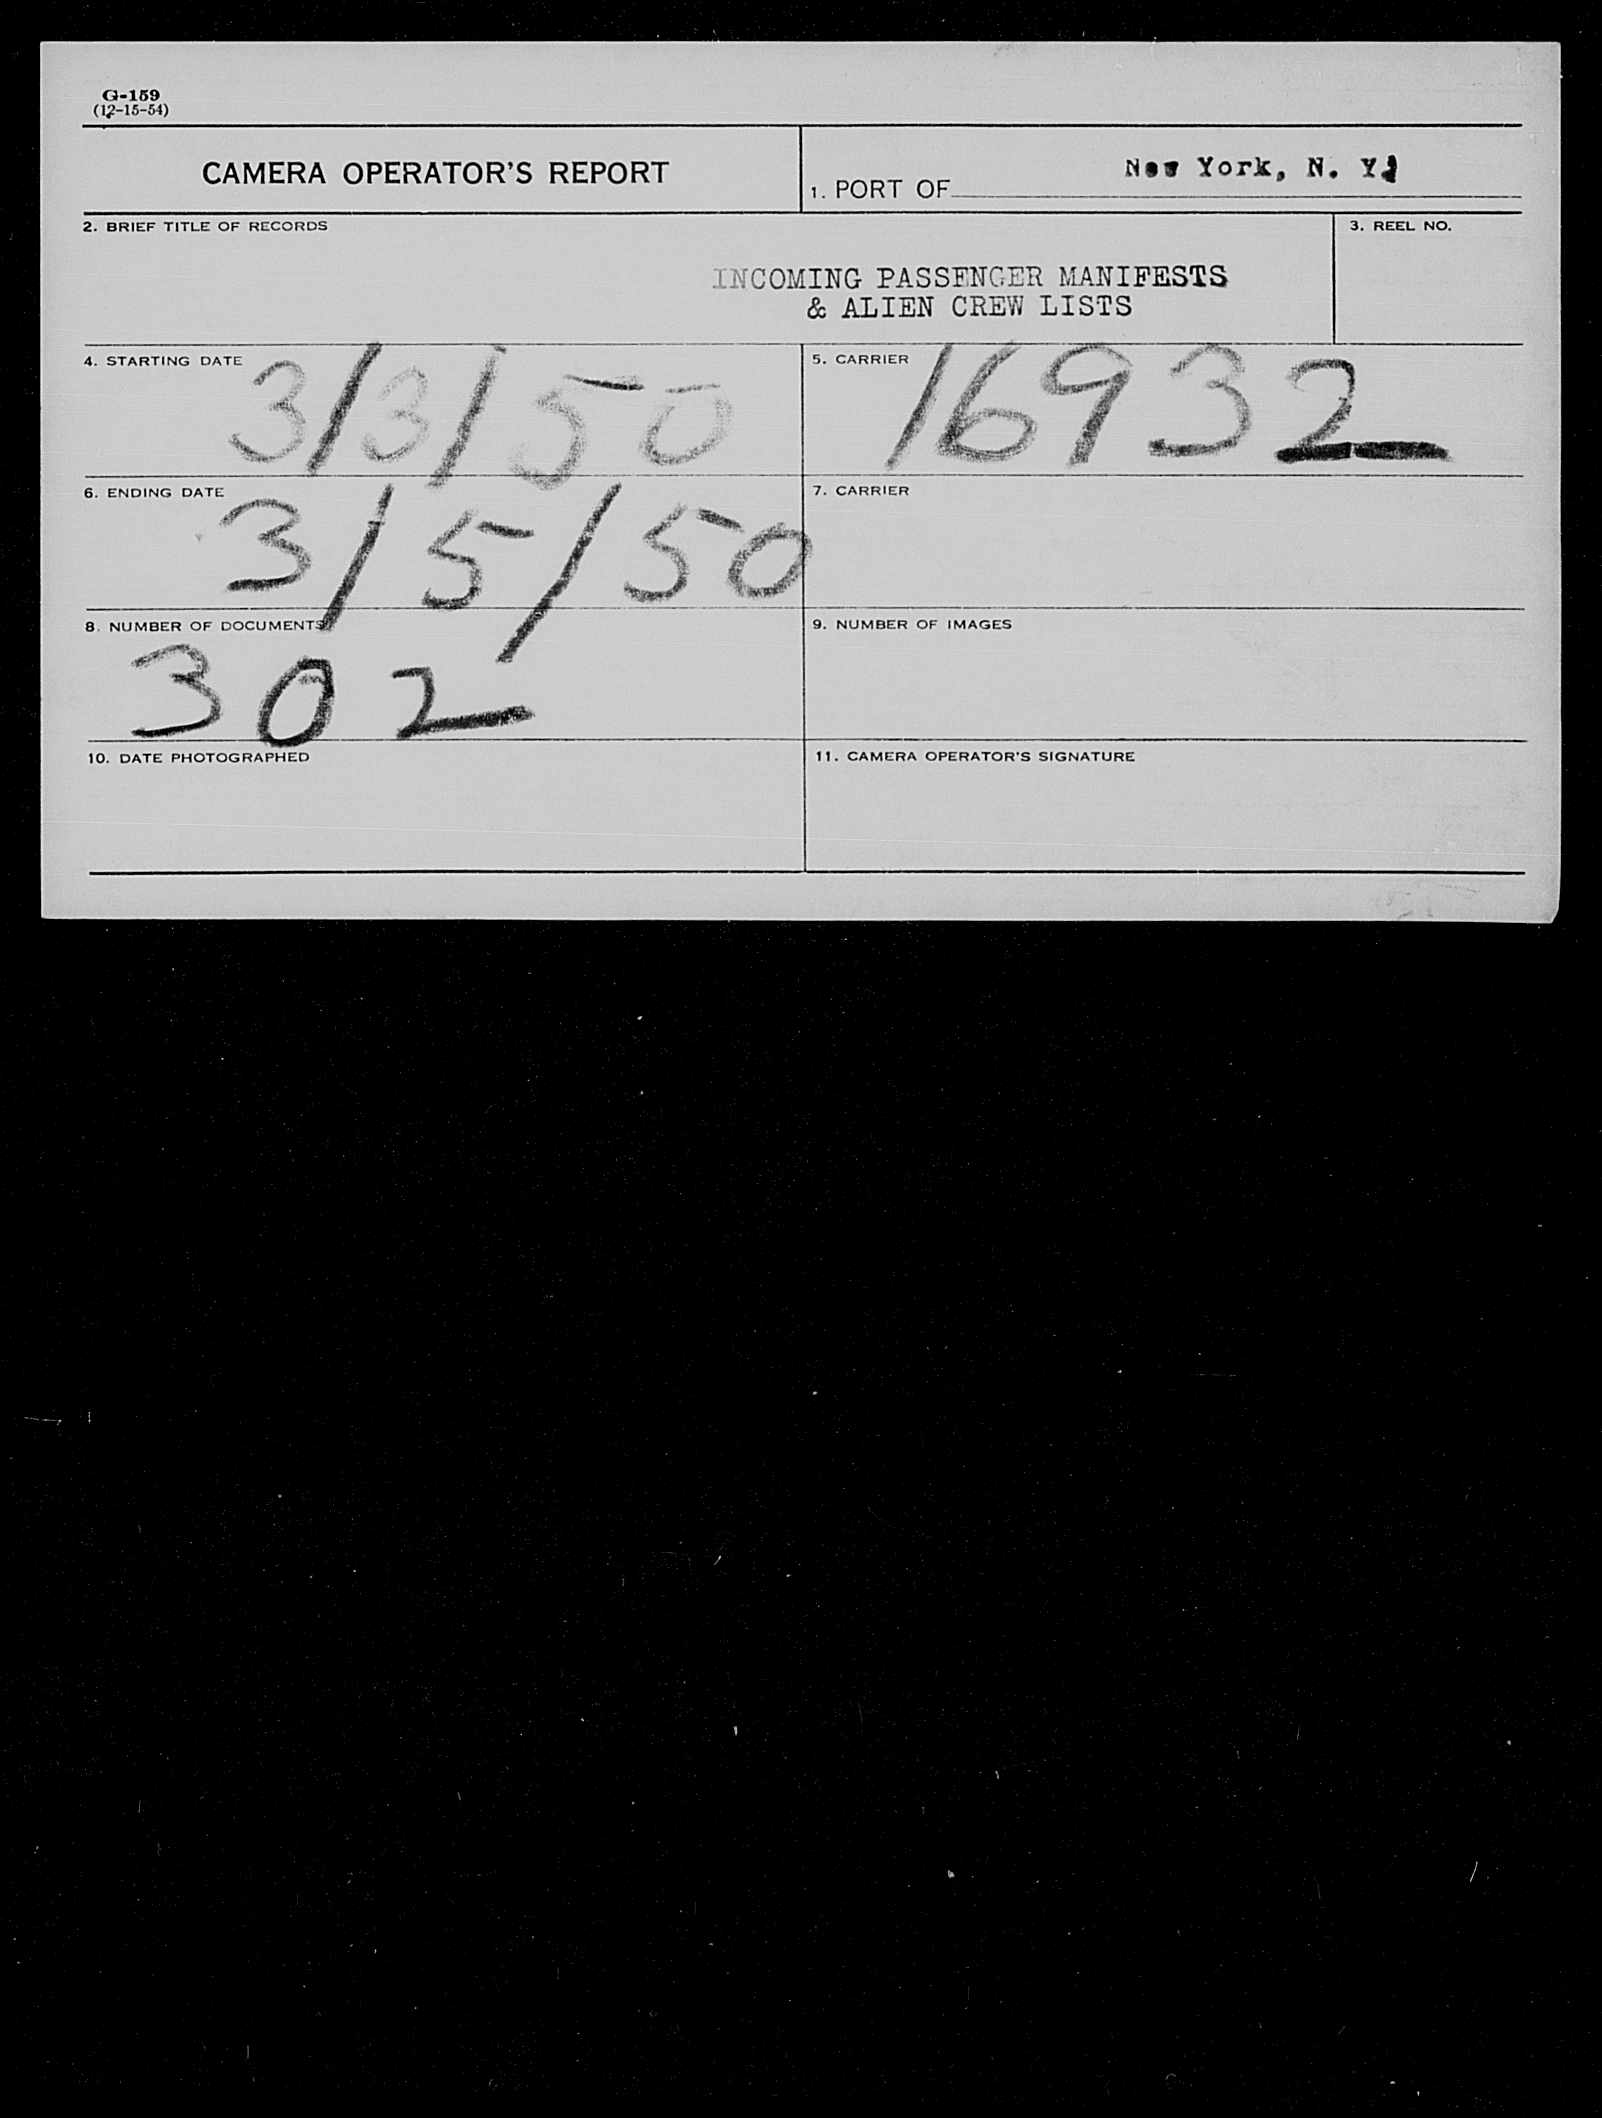 G-159
(12-15-54)
CAMERA OPERATOR'S REPORT
1. PORT OF New York, N. Y.
2. BRIEF TITLE OF RECORDS
3. REEL NO.
INCOMING PASSENGER MANIFESTS
& ALIEN CREW LISTS
4. STARTING DATE 3/3/50
5. CARRIER 16932
6. ENDING DATE 3/5/50
7. CARRIER
8. NUMBER OF DOCUMENTS
302
9. NUMBER OF IMAGES
10. DATE PHOTOGRAPHED
11. CAMERA OPERATOR'S SIGNATURE